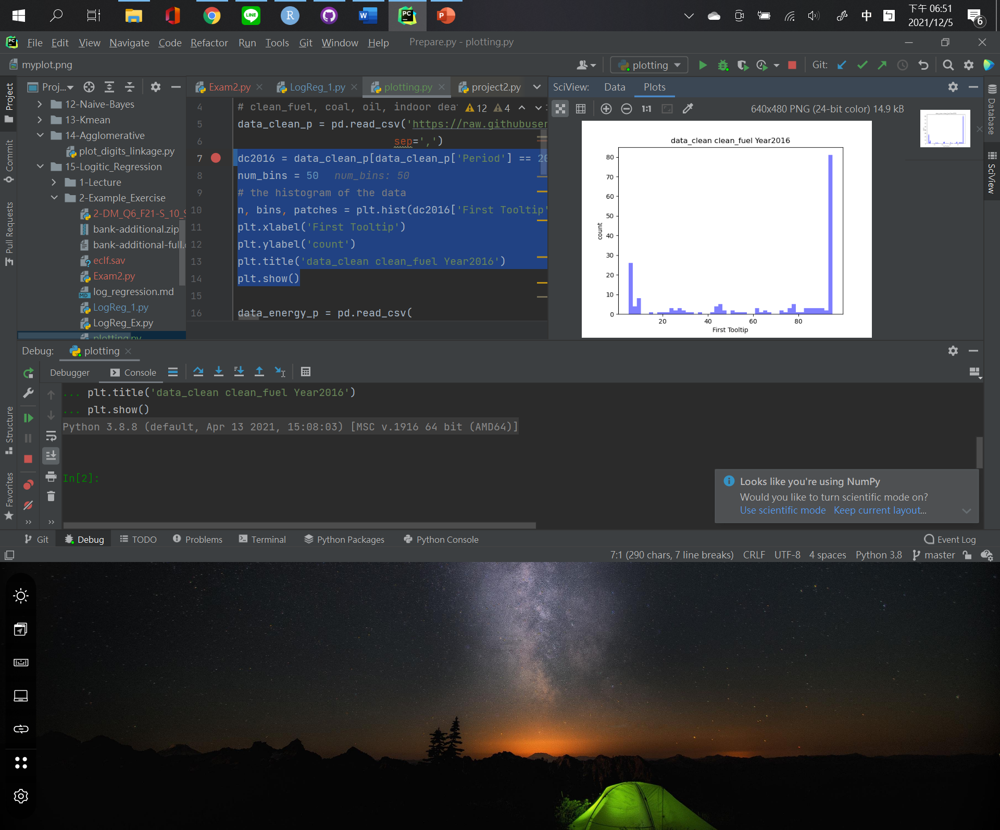 下午 06:51
2021/12/5
中
ㄅ
6
File Edit View Navigate Code Refactor Run Tools Git Window Help Prepare.py - plotting.py
myplot.png
plotting
Git:
Proj...
Exam2.py
LogReg_1.py
plotting.py
project2.py
SciView: Data Plots
Project
Commit
Pull Requests
Structure
Favorites
Database
SciView
12-Naive-Bayes
13-Kmean
14-Agglomerative
plot_digits_linkage.py
15-Logitic_Regression
1-Lecture
2-Example_Exercise
2-DM_Q6_F21-S_10_
bank-additional.zip
bank-additional-full.
eclf.sav
Exam2.py
log_regression.md
LogReg_1.py
LogReg_Ex.py
plotting.py
4 # clean_fuel, coal, oil, indoor dea 12 4
5 data_clean_p = pd.read_csv('https://raw.githubuser
6 sep=',')
7 dc2016 = data_clean_p[data_clean_p['Period'] == 20
8 num_bins = 50 num_bins: 50
9 # the histogram of the data
10 n, bins, patches = plt.hist(dc2016['First Tooltip'
11 plt.xlabel('First Tooltip')
12 plt.ylabel('count')
13 plt.title('data_clean clean_fuel Year2016')
14 plt.show()
15
16 data_energy_p = pd.read_csv(
1:1
640x480 PNG (24-bit color) 14.9 kB
data_clean clean_fuel Year2016
80
70
60
50
40
30
20
10
0
count
20 40 60 80
First Tooltip
Debug: plotting
Debugger Console
... plt.title('data_clean clean_fuel Year2016')
... plt.show()
Python 3.8.8 (default, Apr 13 2021, 15:08:03) [MSC v.1916 64 bit (AMD64)]
In[2]:
Looks like you're using NumPy
Would you like to turn scientific mode on?
Use scientific mode Keep current layout...
Git Debug TODO Problems Terminal Python Packages Python Console Event Log
7:1 (290 chars, 7 line breaks) CRLF UTF-8 4 spaces Python 3.8 master